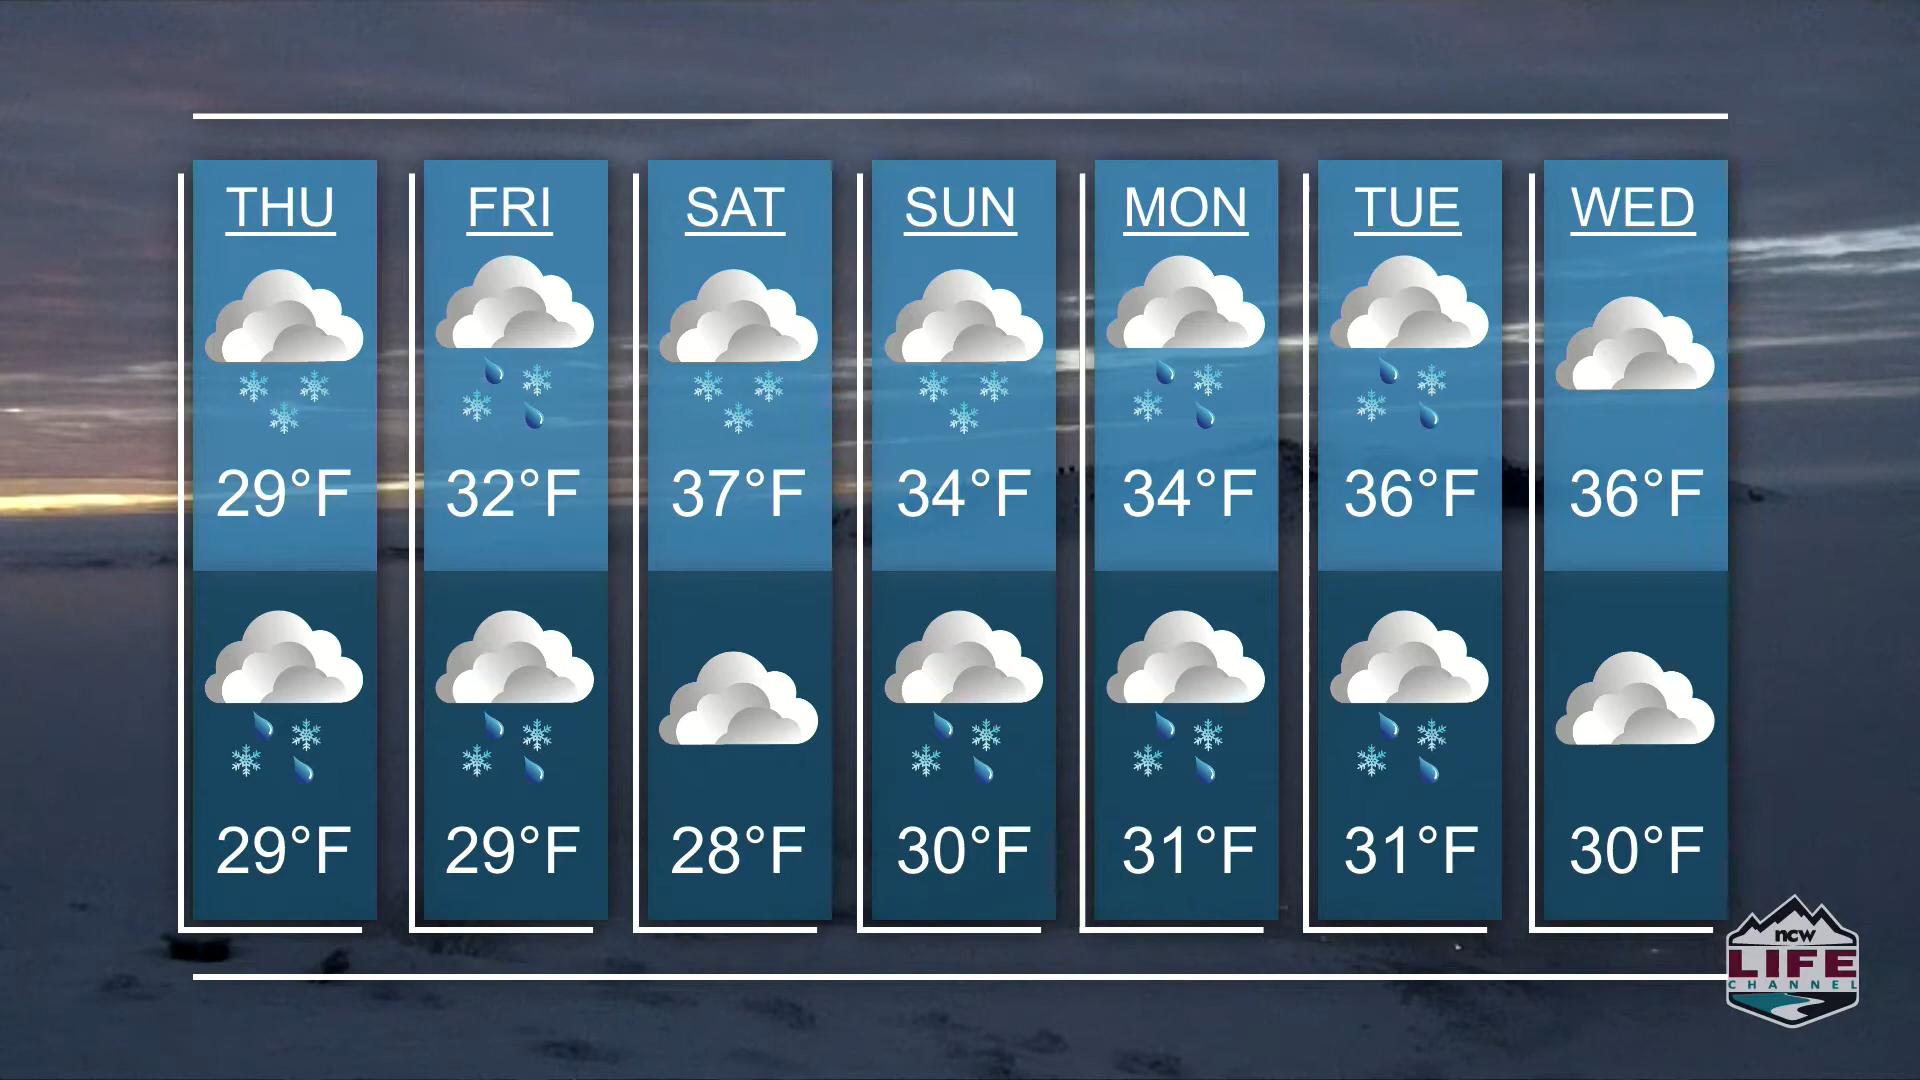 THU FRI SAT SUN MON TUE WED
29°F 32°F 37°F 34°F 34°F 36°F 36°F
29°F 29°F 28°F 30°F 31°F 31°F 30°F
ncw
LIFE
CHANNEL